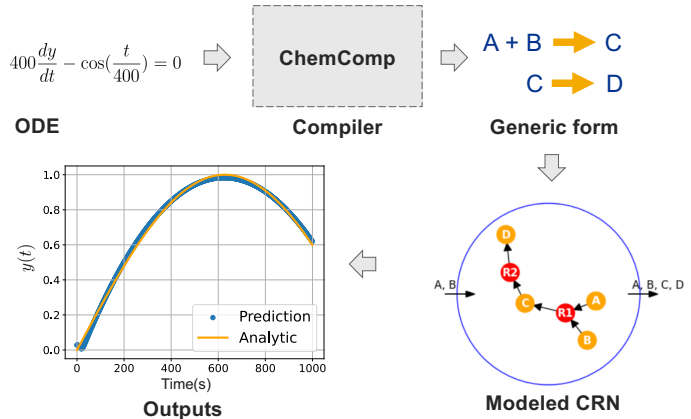 400 dy/dt − cos(t/400) = 0
ChemComp
A + B → C
C → D
ODE
Compiler
Generic form
1.0
0.8
0.6
0.4
0.2
0.0
y(t)
Prediction
Analytic
0
200
400
600
800
1000
Time(s)
Outputs
D
R2
A, B
C
R1
A
B
A, B, C, D
Modeled CRN